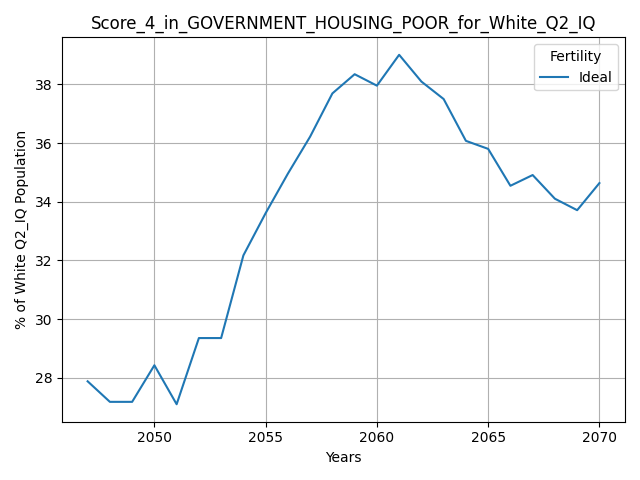 Score_4_in_GOVERNMENT_HOUSING_POOR_for_White_Q2_IQ
Fertility
Ideal
% of White Q2_IQ Population
38
36
34
32
30
28
2050 2055 2060 2065 2070
Years